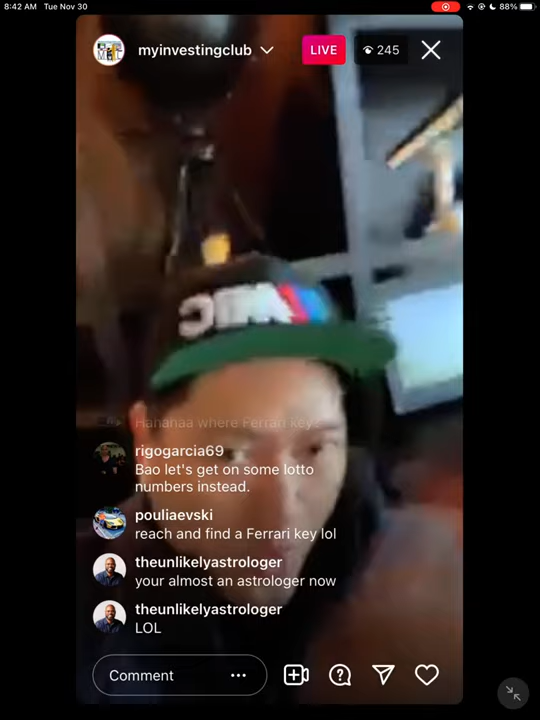 8:42 AM Tue Nov 30
88%
myinvestingclub
LIVE
245
MIC
Hahahaa where Ferrari key?
rigogarcia69
Bao let's get on some lotto
numbers instead.
pouliaevski
reach and find a Ferrari key lol
theunlikelyastrologer
your almost an astrologer now
theunlikelyastrologer
LOL
Comment